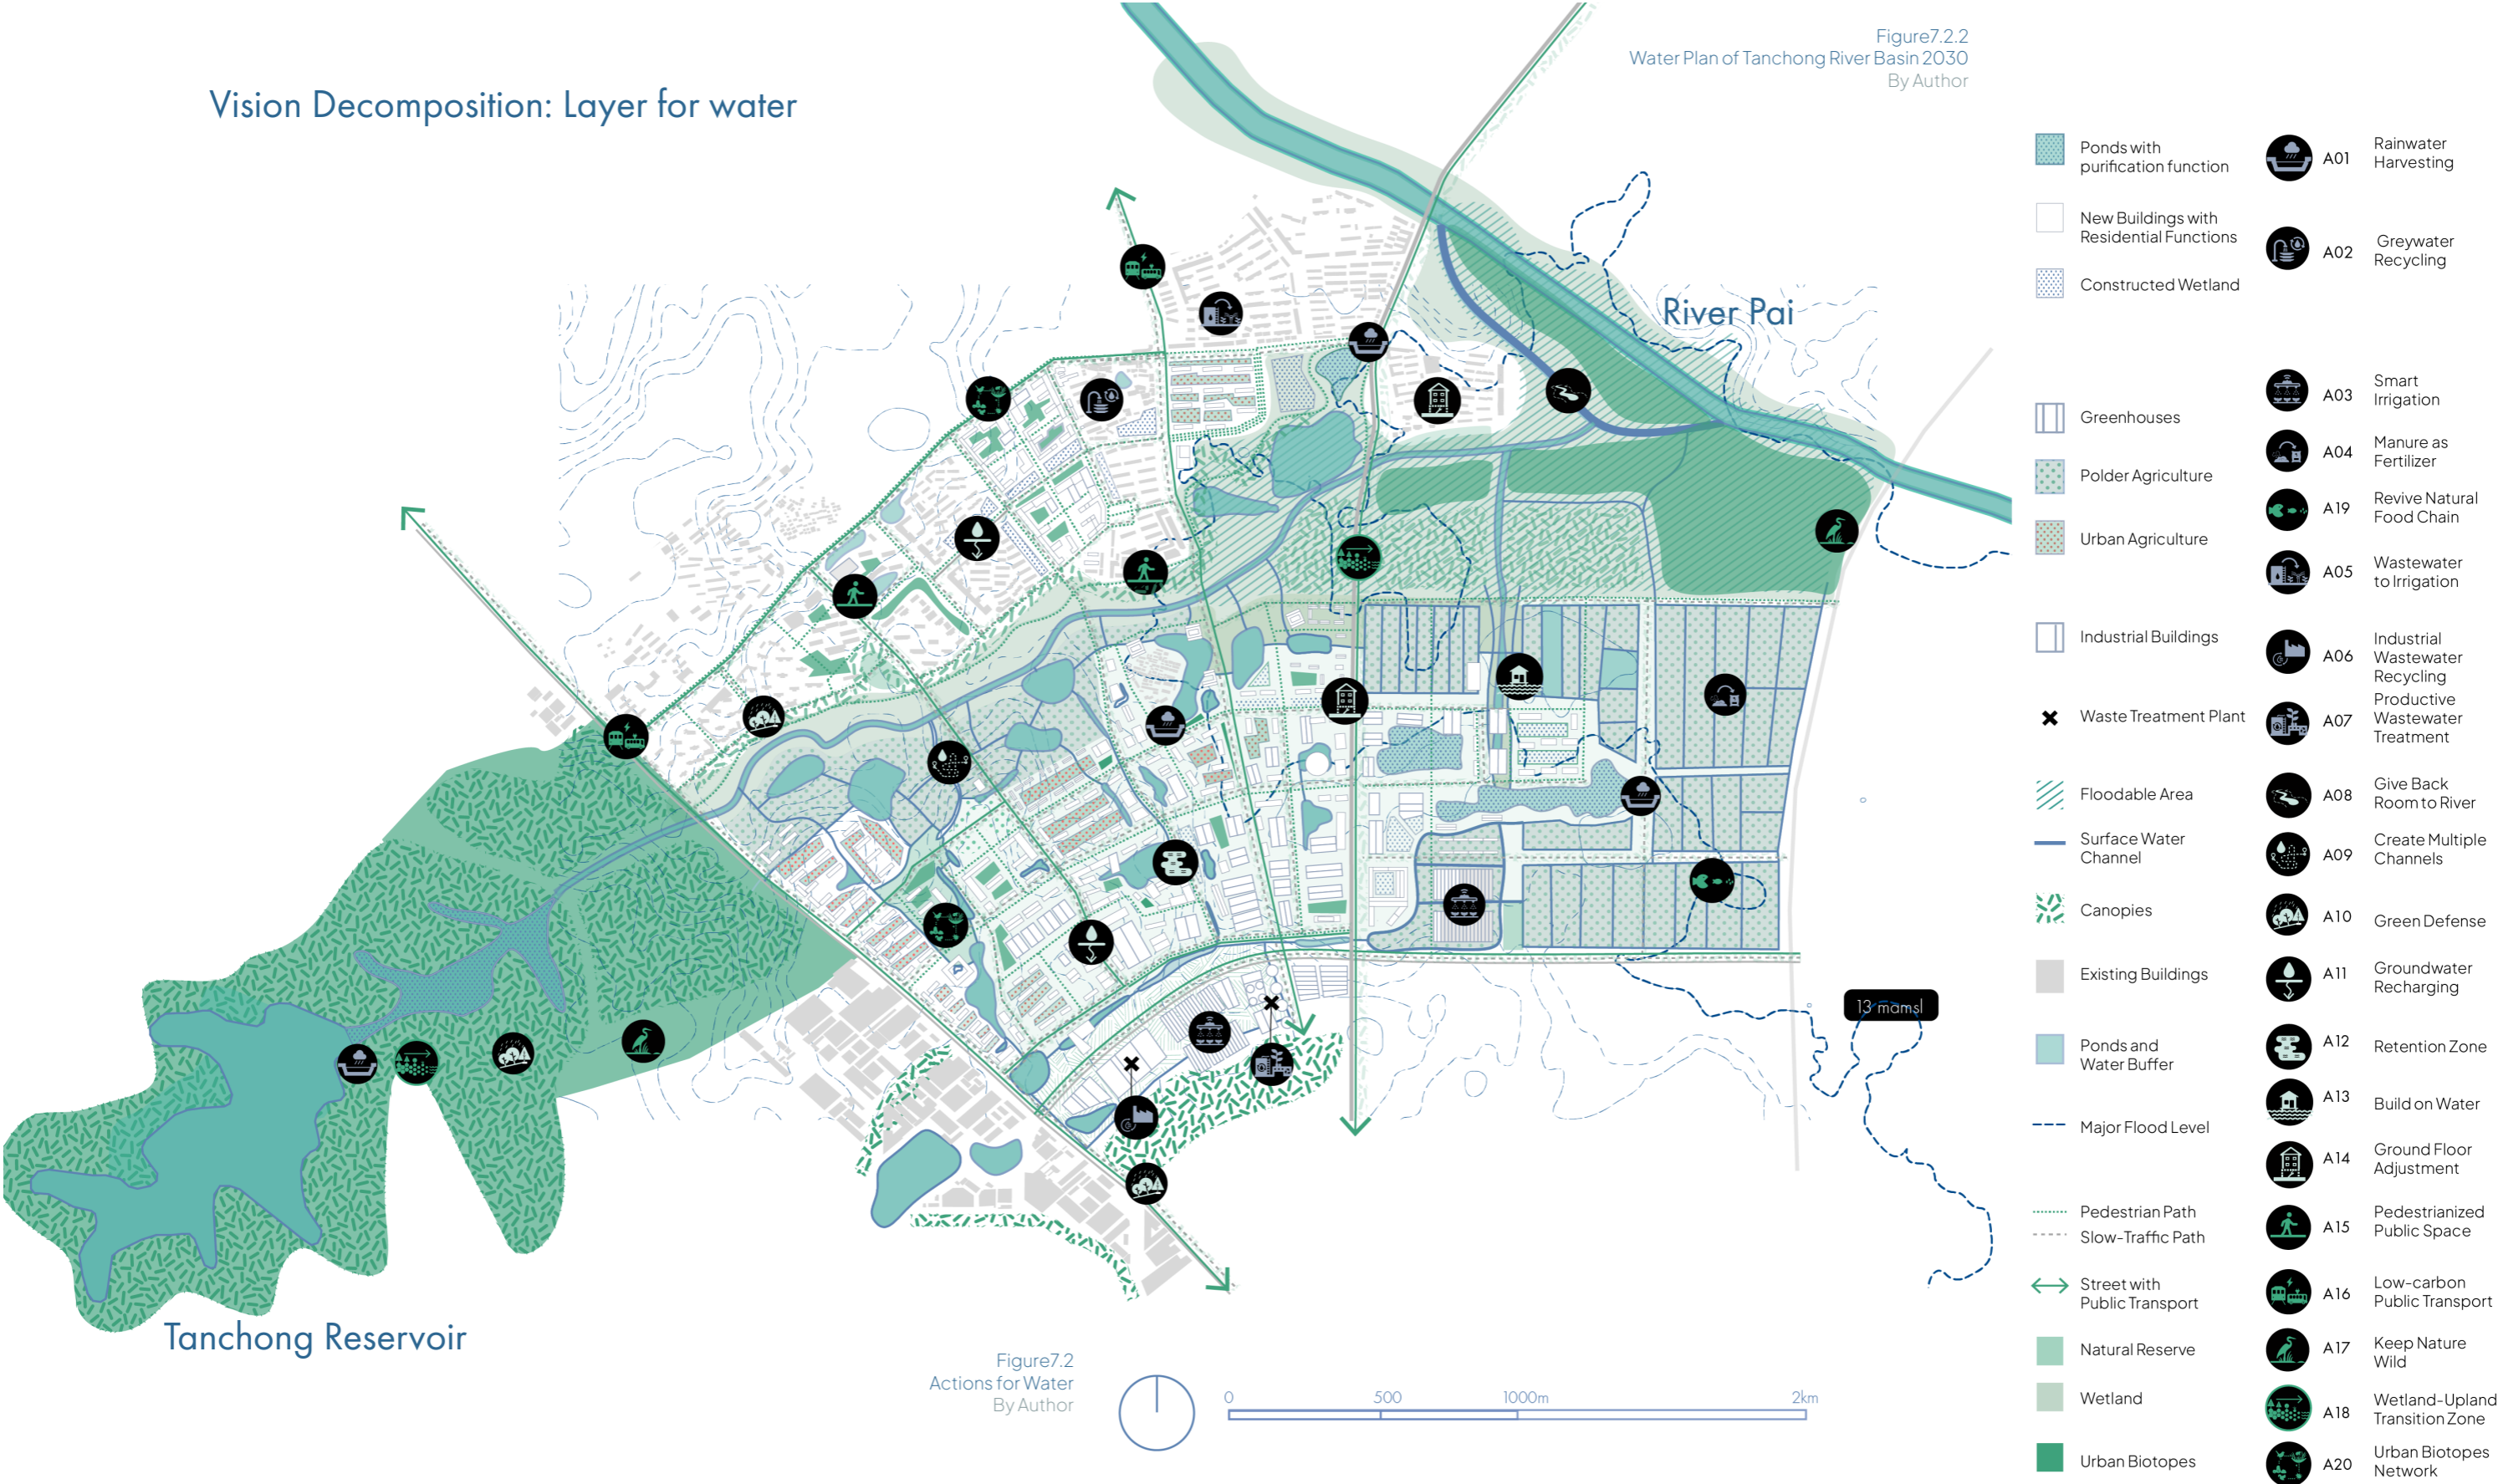 Figure7.2.2
Water Plan of Tanchong River Basin 2030
By Author
Vision Decomposition: Layer for water
River Pai
13 mamsl
Tanchong Reservoir
Figure7.2
Actions for Water
By Author
0
500
1000m
2km
Ponds with
purification function
New Buildings with
Residential Functions
Constructed Wetland
Greenhouses
Polder Agriculture
Urban Agriculture
Industrial Buildings
Waste Treatment Plant
Floodable Area
Surface Water
Channel
Canopies
Existing Buildings
Ponds and
Water Buffer
Major Flood Level
Pedestrian Path
Slow-Traffic Path
Street with
Public Transport
Natural Reserve
Wetland
Urban Biotopes
A01
Rainwater
Harvesting
A02
Greywater
Recycling
A03
Smart
Irrigation
A04
Manure as
Fertilizer
A19
Revive Natural
Food Chain
A05
Wastewater
to Irrigation
A06
Industrial
Wastewater
Recycling
A07
Productive
Wastewater
Treatment
A08
Give Back
Room to River
A09
Create Multiple
Channels
A10
Green Defense
A11
Groundwater
Recharging
A12
Retention Zone
A13
Build on Water
A14
Ground Floor
Adjustment
A15
Pedestrianized
Public Space
A16
Low-carbon
Public Transport
A17
Keep Nature
Wild
A18
Wetland-Upland
Transition Zone
A20
Urban Biotopes
Network